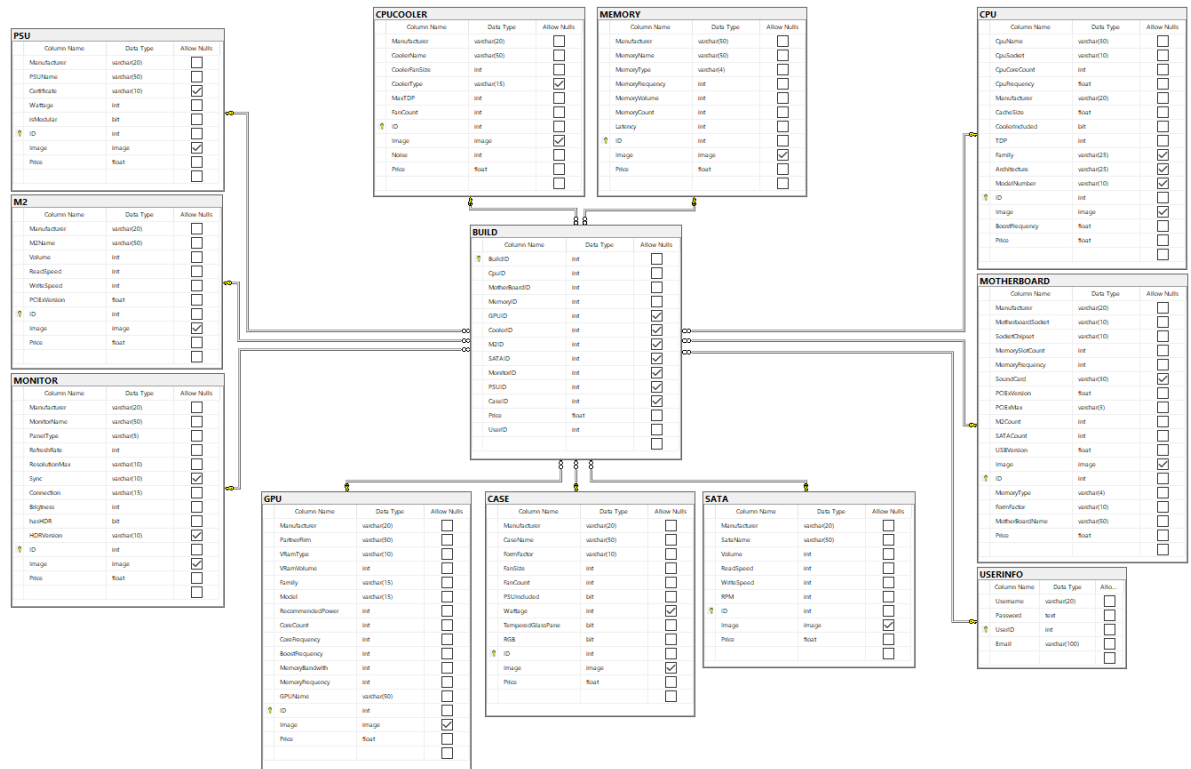 PSU
Column Name Data Type Allow Nulls
Manufacturer varchar(20)
PSUName varchar(50)
Certificate varchar(10)
Wattage int
isModular bit
ID int
Image image
Price float
M2
Column Name Data Type Allow Nulls
Manufacturer varchar(20)
M2Name varchar(50)
Volume int
ReadSpeed int
WriteSpeed int
PCIExVersion float
ID int
Image image
Price float
MONITOR
Column Name Data Type Allow Nulls
Manufacturer varchar(20)
MonitorName varchar(50)
PanelType varchar(5)
RefreshRate int
ResolutionMax varchar(10)
Sync varchar(10)
Connection varchar(15)
Brigtness int
hasHDR bit
HDRVersion varchar(10)
ID int
Image image
Price float
CPUCOOLER
Column Name Data Type Allow Nulls
Manufacturer varchar(20)
CoolerName varchar(50)
CoolerFanSize int
CoolerType varchar(15)
MaxTDP int
FanCount int
ID int
Image image
Noise int
Price float
MEMORY
Column Name Data Type Allow Nulls
Manufacturer varchar(50)
MemoryName varchar(50)
MemoryType varchar(4)
MemoryFrequency int
MemoryVolume int
MemoryCount int
Latency int
ID int
Image image
Price float
BUILD
Column Name Data Type Allow Nulls
BuildID int
CpuID int
MotherBoardID int
MemoryID int
GPUID int
CoolerID int
M2ID int
SATAID int
MonitorID int
PSUID int
CaseID int
Price float
UserID int
GPU
Column Name Data Type Allow Nulls
Manufacturer varchar(20)
PartnerFirm varchar(50)
VRamType varchar(10)
VRamVolume int
Family varchar(15)
Model varchar(15)
RecommendedPower int
CoreCount int
CoreFrequency int
BoostFrequency int
MemoryBandwith int
MemoryFrequency int
GPUName varchar(50)
ID int
Image image
Price float
CASE
Column Name Data Type Allow Nulls
Manufacturer varchar(20)
CaseName varchar(50)
FormFactor varchar(10)
FanSize int
FanCount int
PSUIncluded bit
Wattage int
TemperedGlassPane bit
RGB bit
ID int
Image image
Price float
SATA
Column Name Data Type Allow Nulls
Manufacturer varchar(20)
SataName varchar(50)
Volume int
ReadSpeed int
WriteSpeed int
RPM int
ID int
Image image
Price float
CPU
Column Name Data Type Allow Nulls
CpuName varchar(50)
CpuSocket varchar(10)
CpuCoreCount int
CpuFrequency float
Manufacturer varchar(20)
CacheSize float
CoolerIncluded bit
TDP int
Family varchar(25)
Architecture varchar(25)
ModelNumber varchar(10)
ID int
Image image
BoostFrequency float
Price float
MOTHERBOARD
Column Name Data Type Allow Nulls
Manufacturer varchar(20)
MotherboardSocket varchar(10)
SocketChipset varchar(10)
MemorySlotCount int
MemoryFrequency int
SoundCard varchar(50)
PCIExVersion float
PCIExMax varchar(3)
M2Count int
SATACount int
USBVersion float
Image image
ID int
MemoryType varchar(4)
FormFactor varchar(10)
MotherBoardName varchar(50)
Price float
USERINFO
Column Name Data Type Allo...
Username varchar(20)
Password text
UserID int
Email varchar(100)